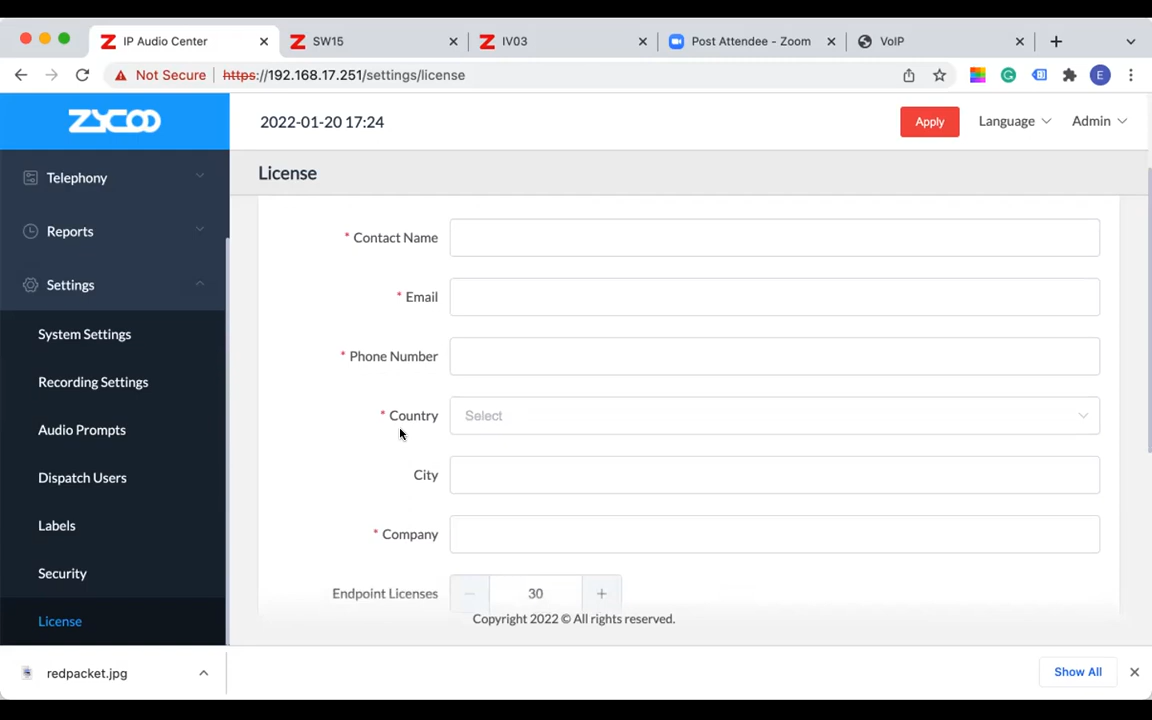 IP Audio Center
SW15
IV03
Post Attendee - Zoom
VoIP
Not Secure
https://192.168.17.251/settings/license
E
ZYCOO
2022-01-20 17:24
Apply
Language
Admin
Telephony
License
Reports
Settings
System Settings
Recording Settings
Audio Prompts
Dispatch Users
Labels
Security
License
* Contact Name
* Email
* Phone Number
* Country
Select
City
* Company
Endpoint Licenses
− 30 +
Copyright 2022 © All rights reserved.
redpacket.jpg
Show All